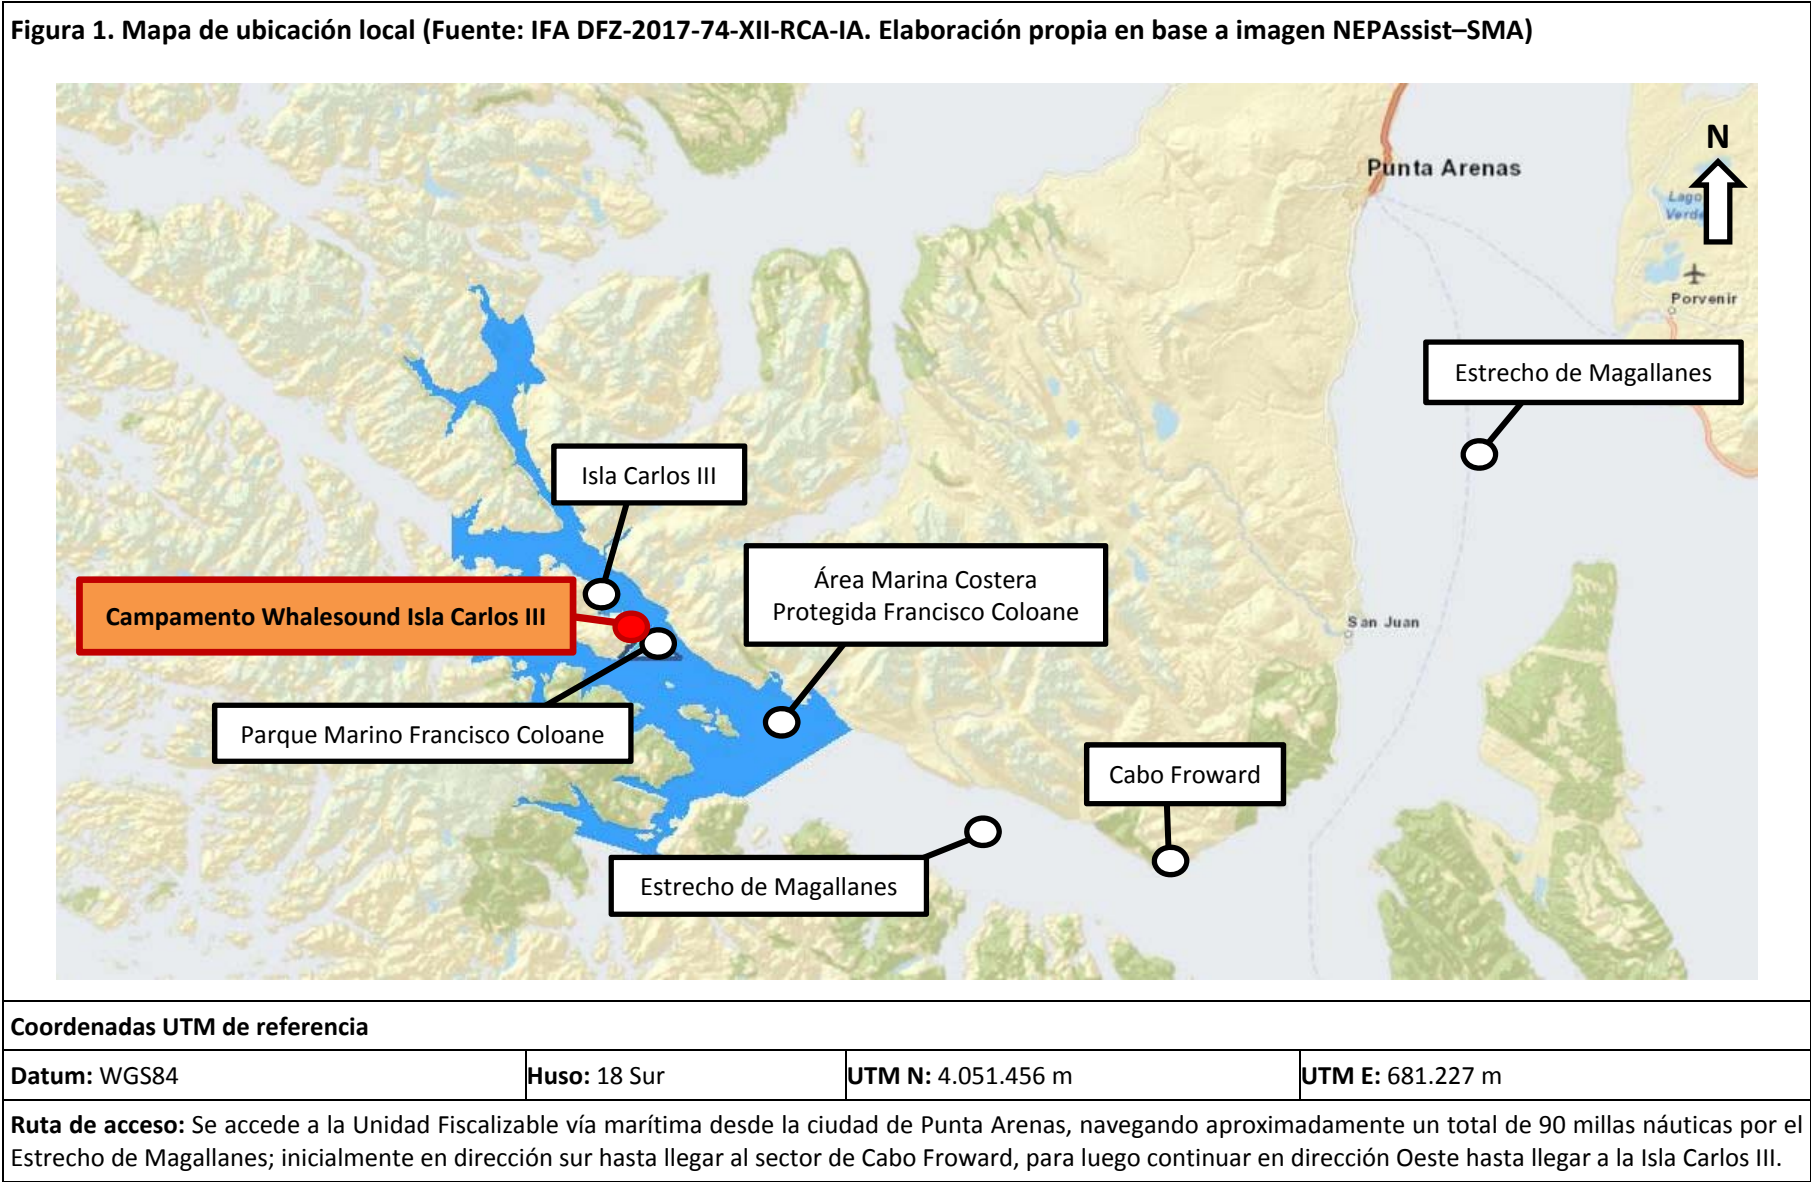 Figura 1. Mapa de ubicación local (Fuente: IFA DFZ-2017-74-XII-RCA-IA. Elaboración propia en base a imagen NEPAssist–SMA)
N
Punta Arenas
Lago
Verde
Porvenir
Estrecho de Magallanes
Isla Carlos III
Área Marina Costera
Protegida Francisco Coloane
Campamento Whalesound Isla Carlos III
San Juan
Parque Marino Francisco Coloane
Cabo Froward
Estrecho de Magallanes
Coordenadas UTM de referencia
Datum: WGS84
Huso: 18 Sur
UTM N: 4.051.456 m
UTM E: 681.227 m
Ruta de acceso: Se accede a la Unidad Fiscalizable vía marítima desde la ciudad de Punta Arenas, navegando aproximadamente un total de 90 millas náuticas por el
Estrecho de Magallanes; inicialmente en dirección sur hasta llegar al sector de Cabo Froward, para luego continuar en dirección Oeste hasta llegar a la Isla Carlos III.